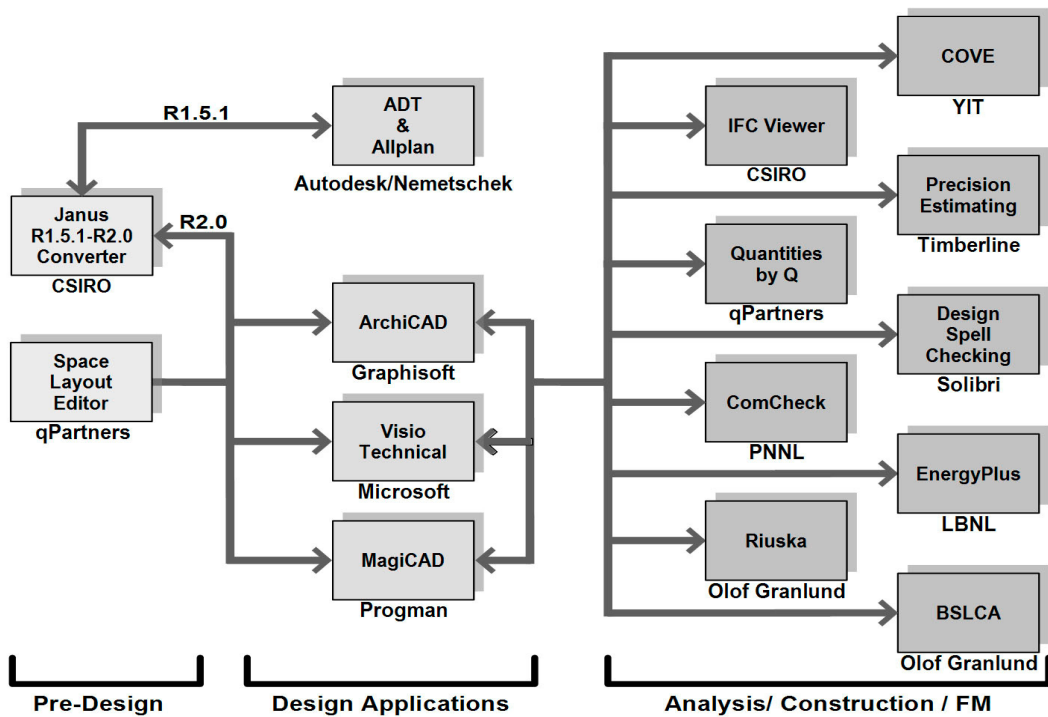 R1.5.1
ADT
&
Allplan
Autodesk/Nemetschek
Janus
R1.5.1-R2.0
Converter
CSIRO
R2.0
Space
Layout
Editor
qPartners
ArchiCAD
Graphisoft
Visio
Technical
Microsoft
MagiCAD
Progman
COVE
YIT
IFC Viewer
CSIRO
Precision
Estimating
Timberline
Quantities
by Q
qPartners
Design
Spell
Checking
Solibri
ComCheck
PNNL
EnergyPlus
LBNL
Riuska
Olof Granlund
BSLCA
Olof Granlund
Pre-Design
Design Applications
Analysis/ Construction / FM